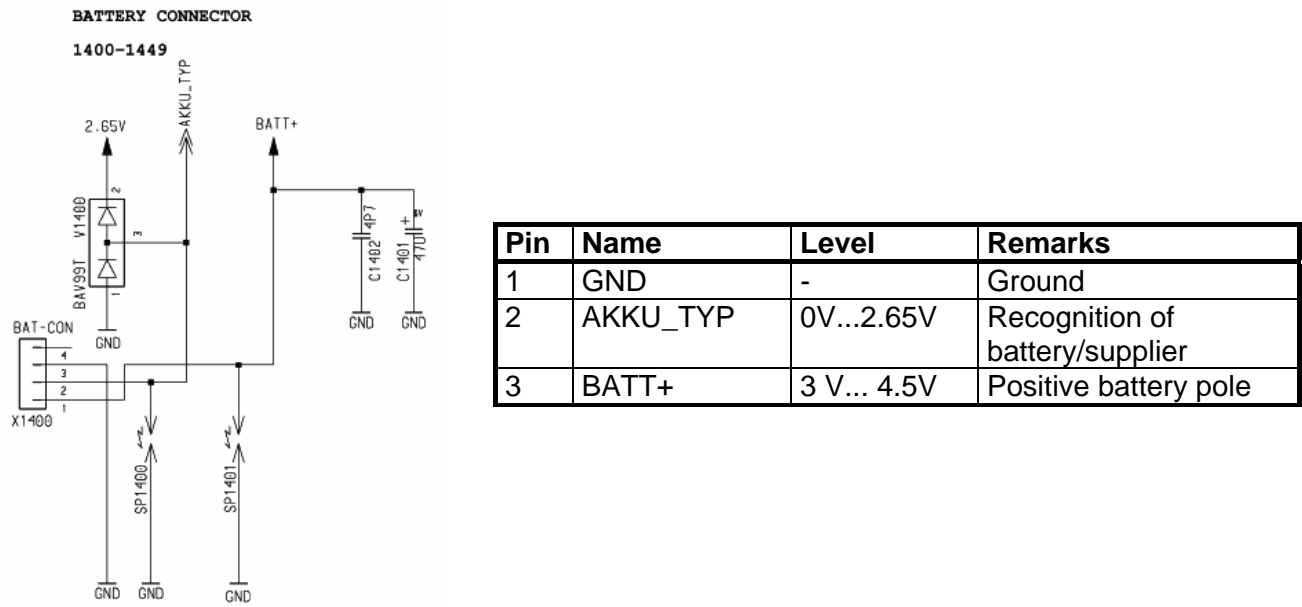 BATTERY CONNECTOR
1400-1449
AKKU_TYP
2.65V
BATT+
2
V1400
3
BAV99T
1
GND
4P7
C1402
+
C1401
47U
GND
GND
BAT-CON
4
3
2
1
X1400
SP1400
SP1401
GND
GND
GND
Pin Name Level Remarks
1 GND - Ground
2 AKKU_TYP 0V...2.65V Recognition of
battery/supplier
3 BATT+ 3 V... 4.5V Positive battery pole